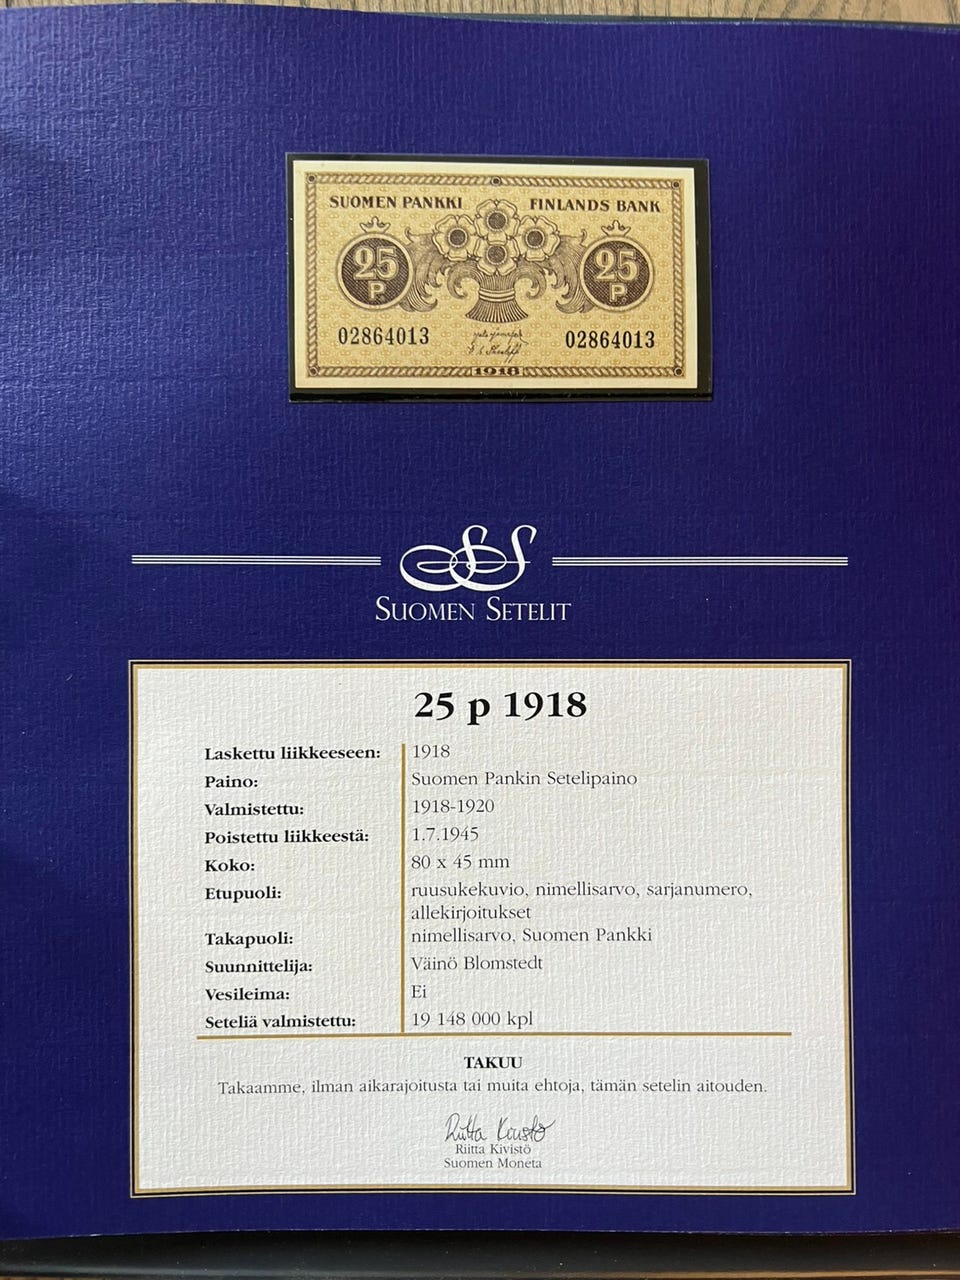 SUOMEN PANKKI FINLANDS BANK
25 P 25 P
02864013 02864013
1918
SS
SUOMEN SETELIT
25 p 1918
Laskettu liikkeeseen: 1918
Paino: Suomen Pankin Setelipaino
Valmistettu: 1918-1920
Poistettu liikkeestä: 1.7.1945
Koko: 80 x 45 mm
Etupuoli: ruusukekuvio, nimellisarvo, sarjanumero,
allekirjoitukset
Takapuoli: nimellisarvo, Suomen Pankki
Suunnittelija: Väinö Blomstedt
Vesileima: Ei
Seteliä valmistettu: 19 148 000 kpl
TAKUU
Takaamme, ilman aikarajoitusta tai muita ehtoja, tämän setelin aitouden.
Riitta Kivistö
Riitta Kivistö
Suomen Moneta